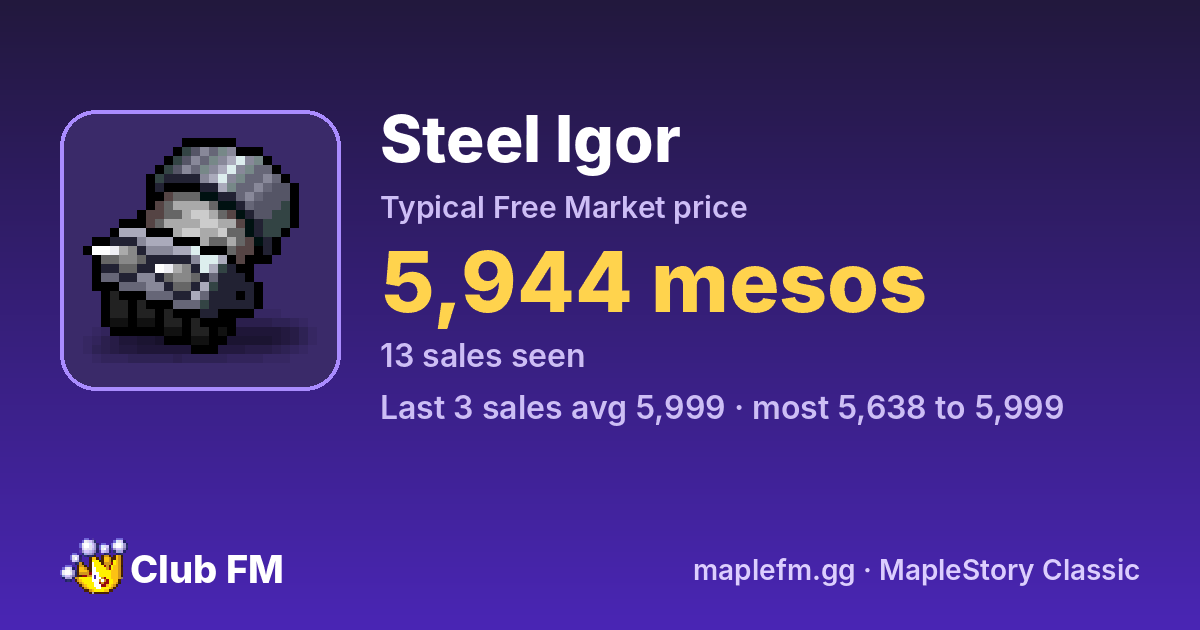 Steel Igor
Typical Free Market price
5,944 mesos
13 sales seen
Last 3 sales avg 5,999 · most 5,638 to 5,999
Club FM
maplefm.gg · MapleStory Classic